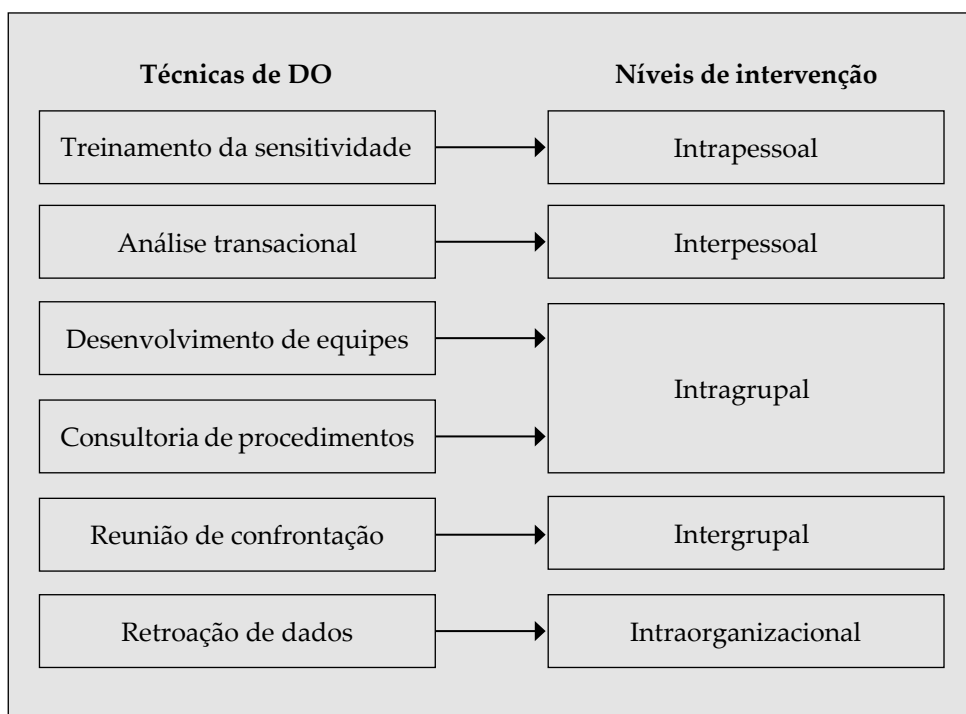 Técnicas de DO Níveis de intervenção
Treinamento da sensitividade Intrapessoal
Análise transacional Interpessoal
Desenvolvimento de equipes
Intragrupal
Consultoria de procedimentos
Reunião de confrontação Intergrupal
Retroação de dados Intraorganizacional